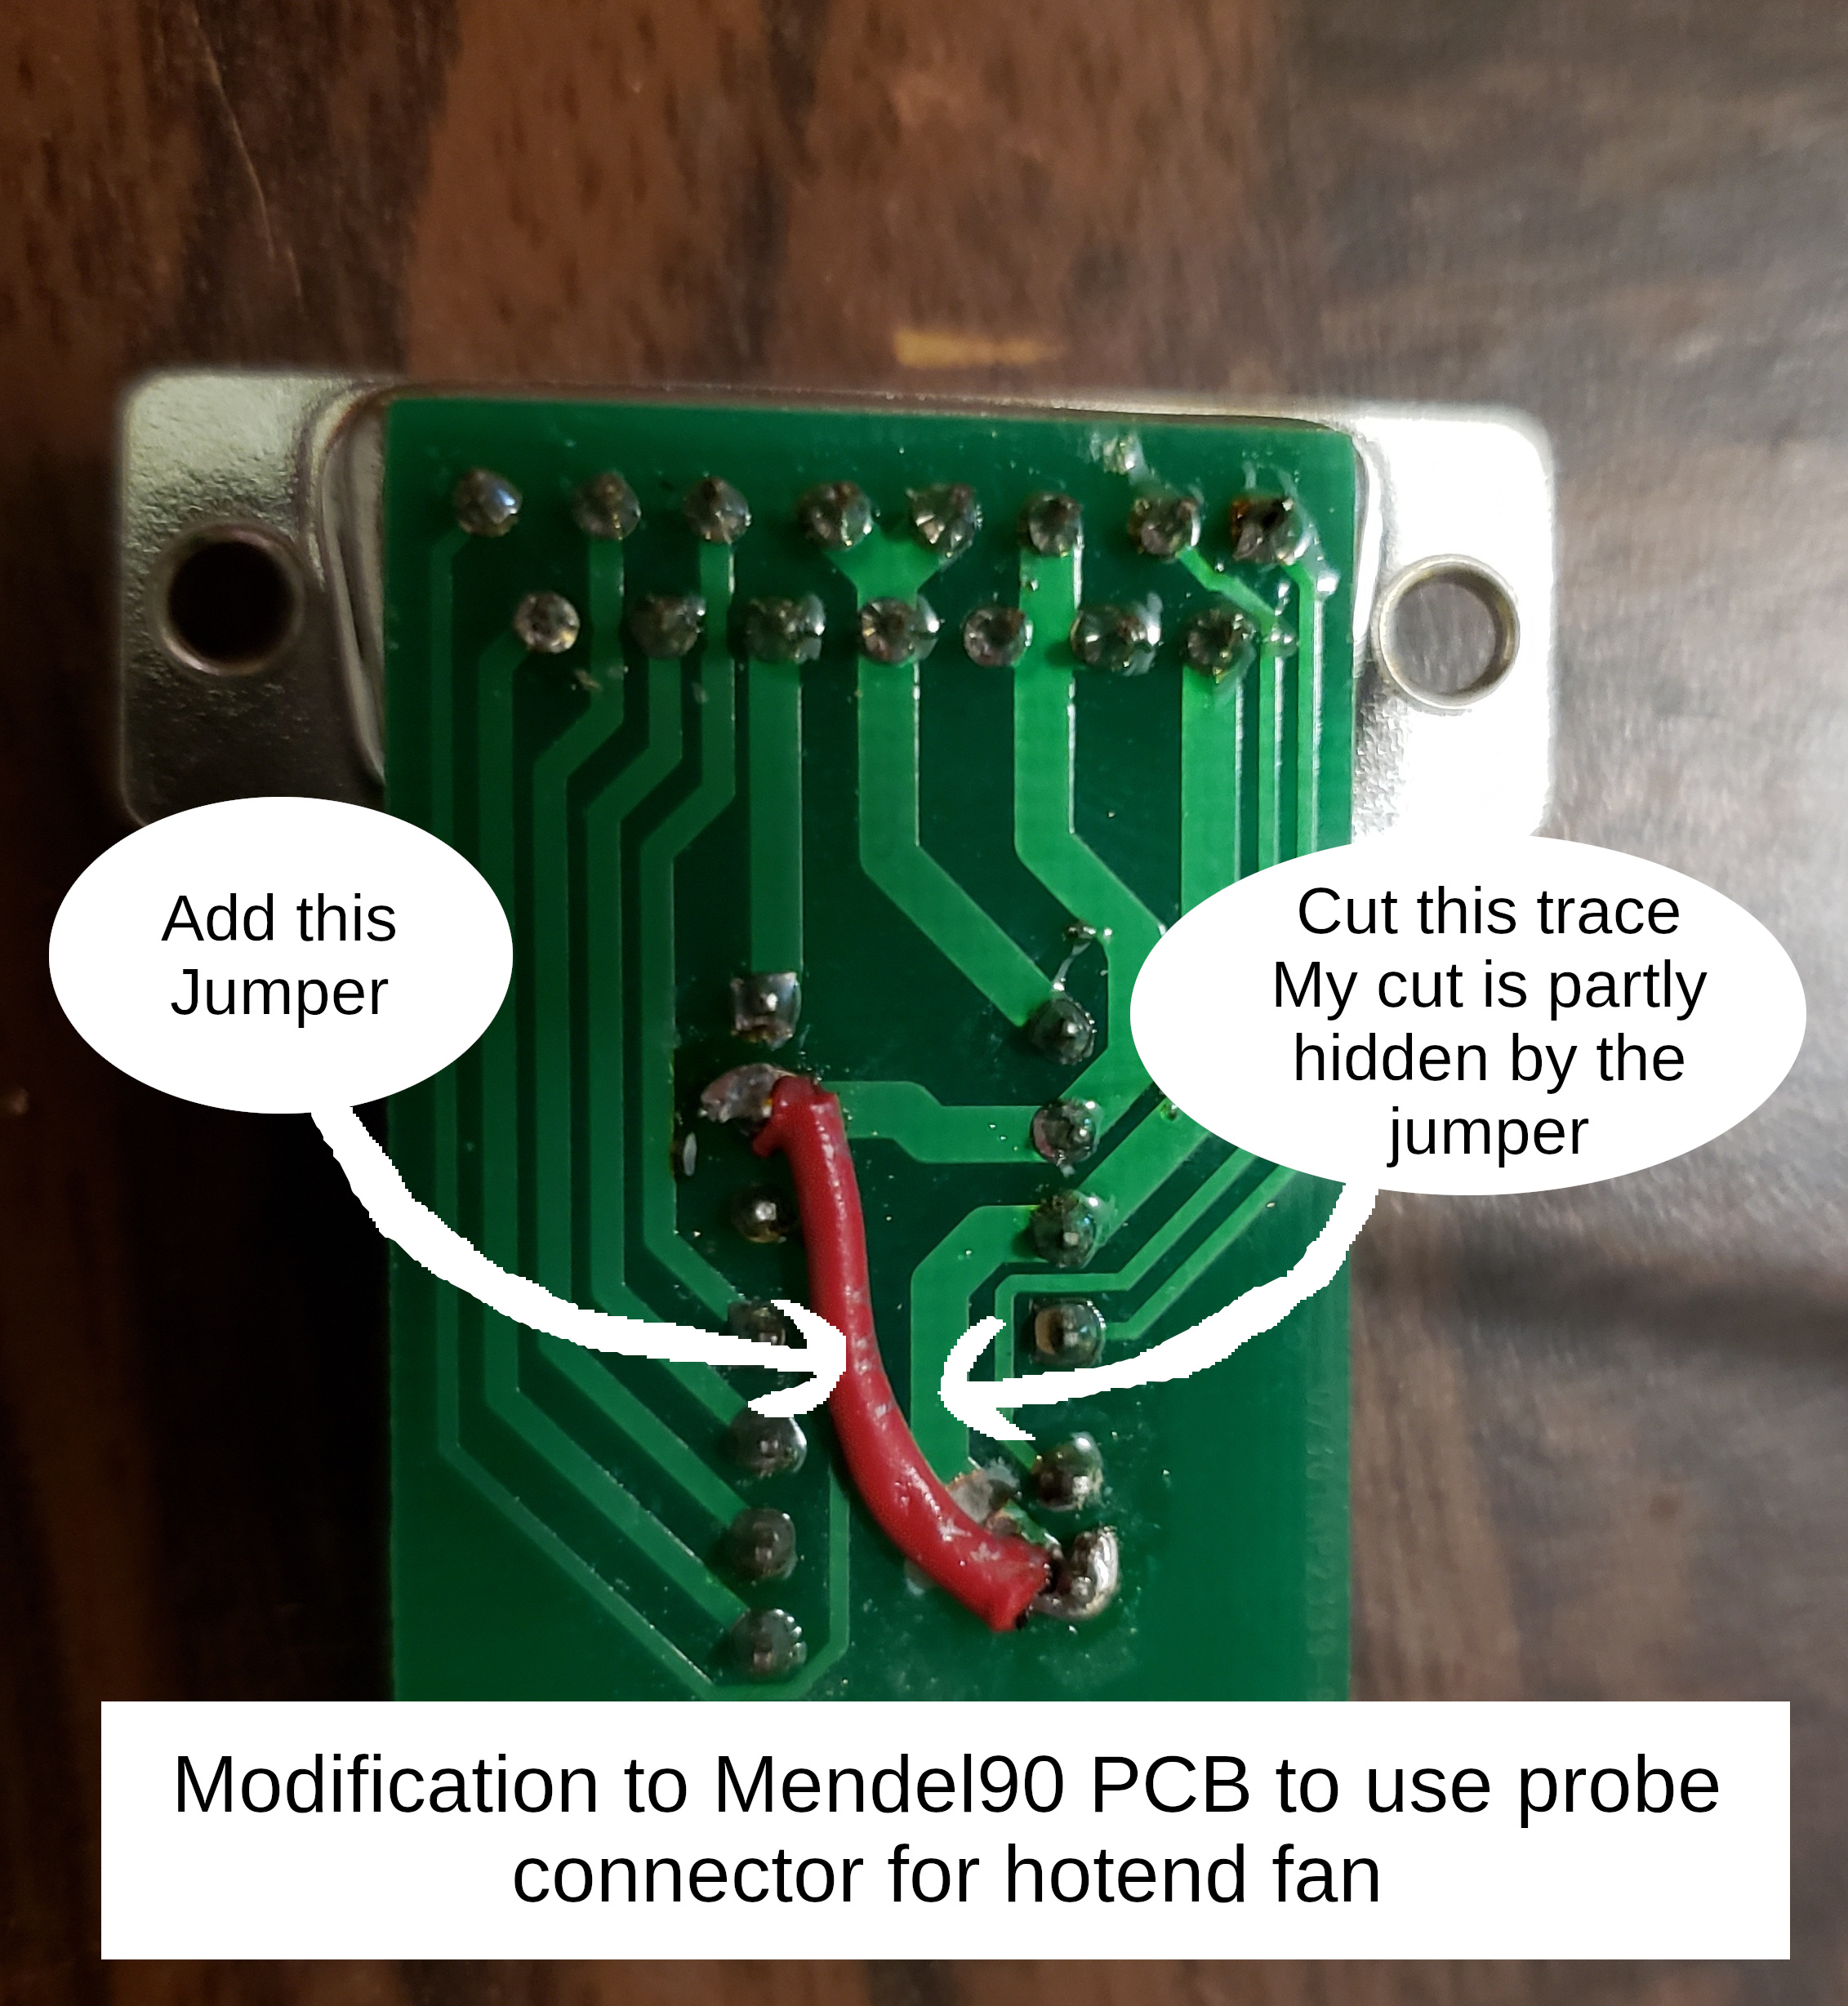 Add this
Jumper
Cut this trace
My cut is partly
hidden by the
jumper
Modification to Mendel90 PCB to use probe
connector for hotend fan